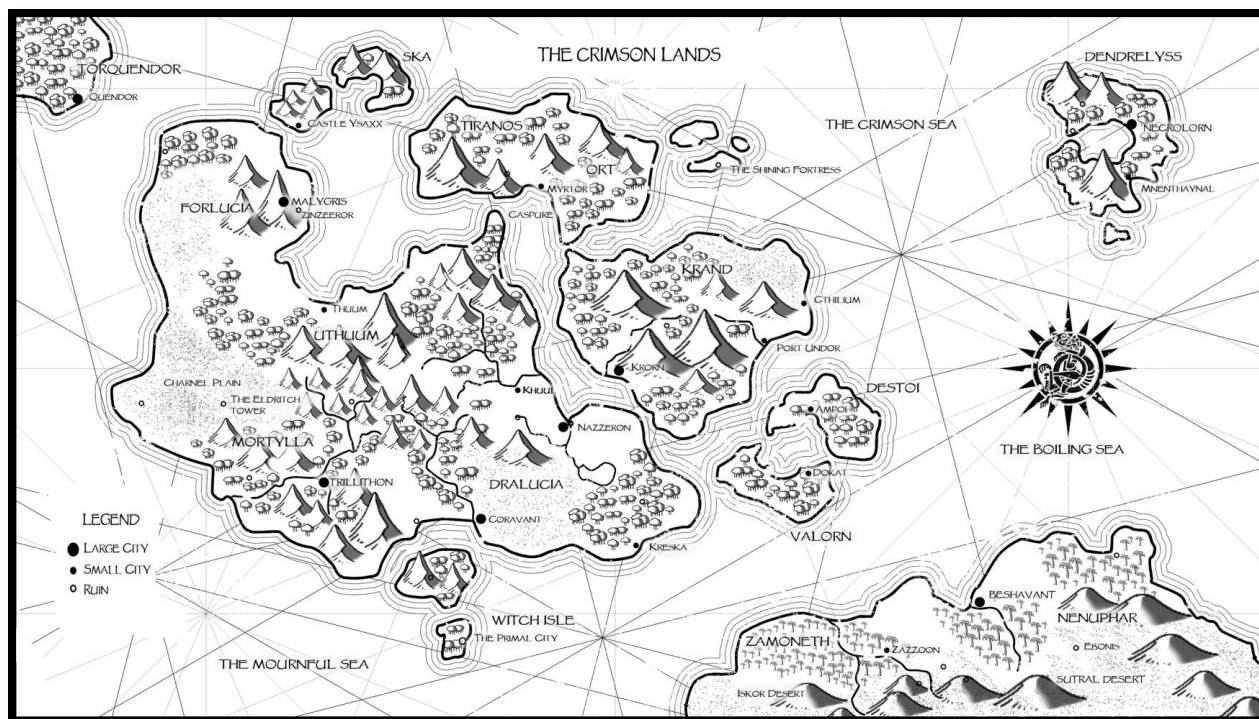 THE CRIMSON LANDS
SKA
DENDRELYSS
TORQUENDOR
QUENDOR
CASTLE YSAXX
TIRANOS
THE CRIMSON SEA
NECROLORN
ORT
THE SHINING FORTRESS
MYRTOR
MNENTHAYNAL
FORLUCIA
MALYGRIS
ZINZEEROR
CASPURE
KRAND
CTHILIUM
THUUM
UTHUUM
PORT UNDOR
KRORN
CHARNEL PLAIN
THE ELDRITCH
TOWER
KHUUL
DESTOI
AMPOI
NAZZERON
MORTYLLA
THE BOILING SEA
DOKAT
TRILLITHON
DRALUCIA
CORAVANT
VALORN
KRESKA
LEGEND
LARGE CITY
SMALL CITY
RUIN
BESHAVANT
NENUPHAR
WITCH ISLE
THE PRIMAL CITY
ZAMONETH
ZAZZOON
EBONIS
THE MOURNFUL SEA
SUTRAL DESERT
ISKOR DESERT